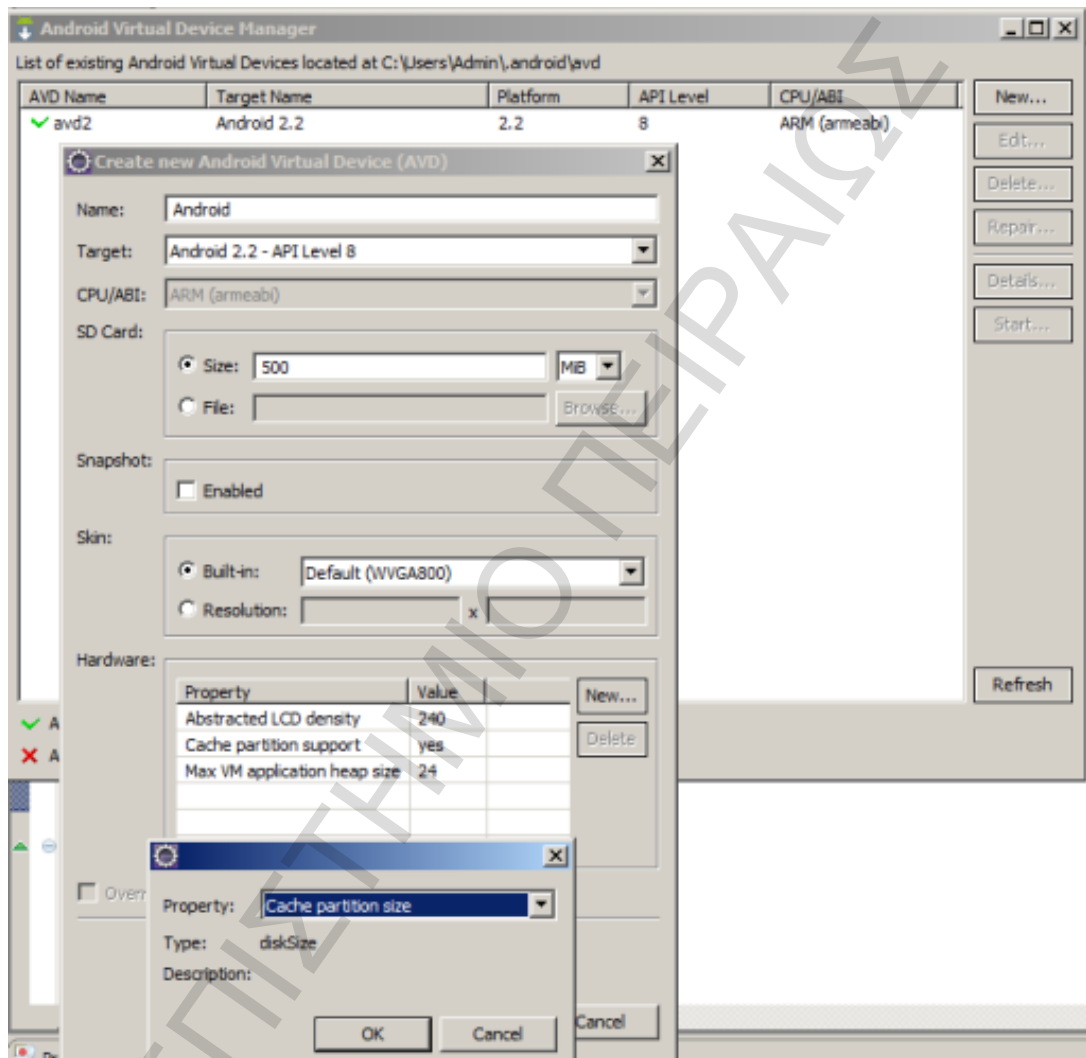 Android Virtual Device Manager
List of existing Android Virtual Devices located at C:\Users\Admin\.android\avd
AVD Name Target Name Platform API Level CPU/ABI
avd2 Android 2.2 2.2 8 ARM (armeabi)
New...
Edit...
Delete...
Repair...
Details...
Start...
Refresh
Create new Android Virtual Device (AVD)
Name: Android
Target: Android 2.2 - API Level 8
CPU/ABI: ARM (armeabi)
SD Card:
Size: 500 MiB
File: Browse...
Snapshot:
Enabled
Skin:
Built-in: Default (WVGA800)
Resolution: x
Hardware:
Property Value
Abstracted LCD density 240
Cache partition support yes
Max VM application heap size 24
New...
Delete
A
A
Overr
Property: Cache partition size
Type: diskSize
Description:
OK Cancel
Cancel
ΠΙΣΤΗΜΙΟ ΠΕΙΡΑΙΩΣ